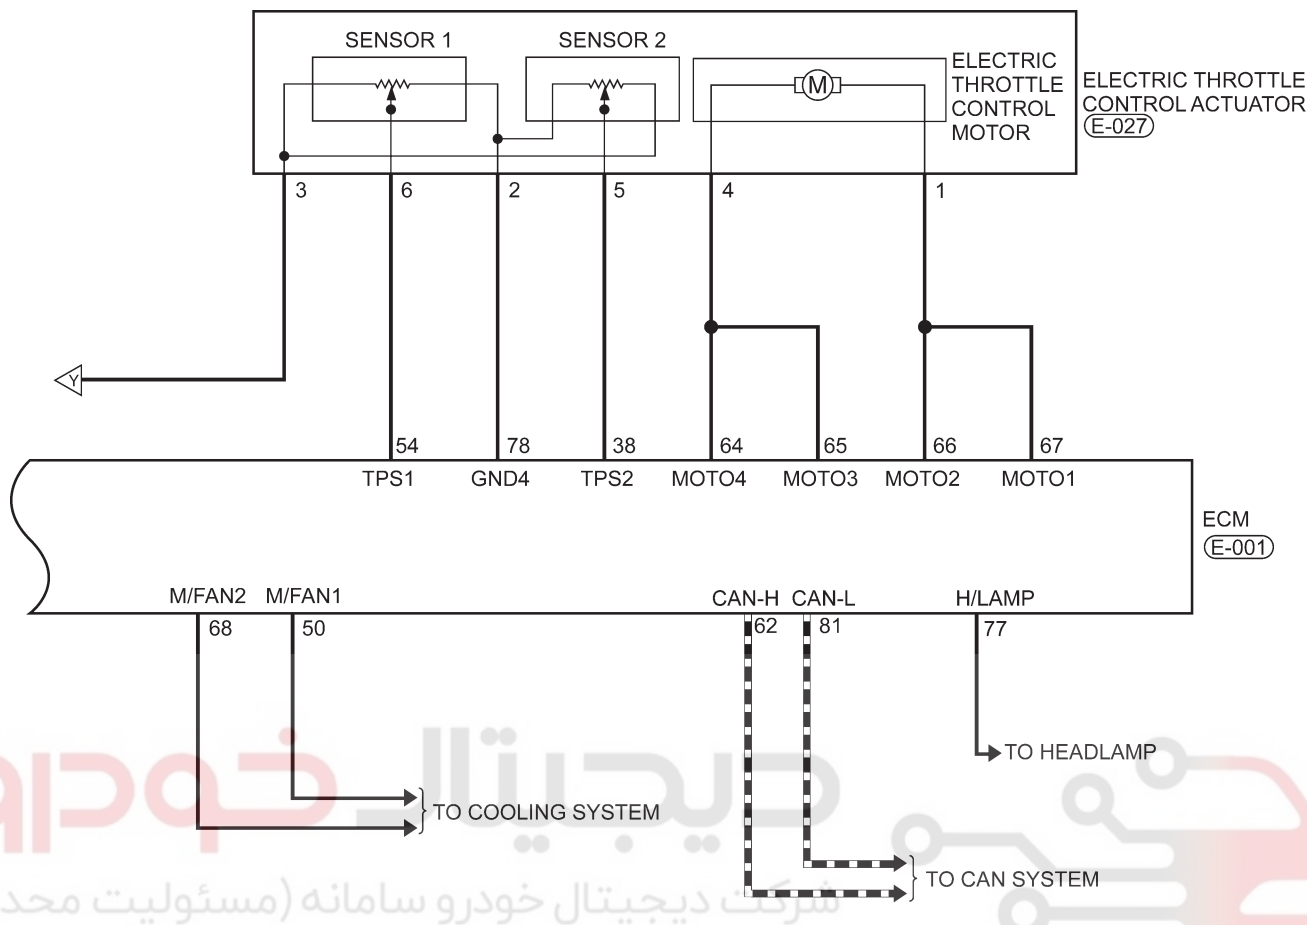 SENSOR 1
SENSOR 2
ELECTRIC
THROTTLE
CONTROL
MOTOR
M
ELECTRIC THROTTLE
CONTROL ACTUATOR
E-027
3 6 2 5 4 1
Y
54 78 38 64 65 66 67
TPS1 GND4 TPS2 MOTO4 MOTO3 MOTO2 MOTO1
ECM
E-001
M/FAN2 M/FAN1 CAN-H CAN-L H/LAMP
68 50 62 81 77
TO HEADLAMP
TO COOLING SYSTEM
TO CAN SYSTEM
دیجیتال خودرو
شرکت دیجیتال خودرو سامانه (مسئولیت محد